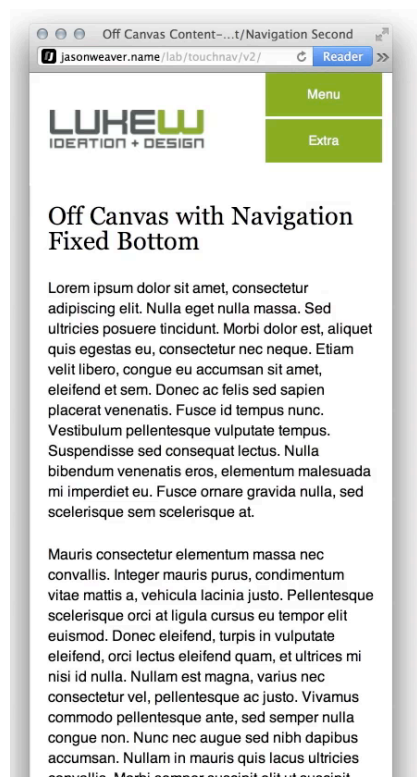 Off Canvas Content-...t/Navigation Second
jasonweaver.name/lab/touchnav/v2/
Reader
Menu
LUKEW
IDEATION + DESIGN
Extra
Off Canvas with Navigation
Fixed Bottom
Lorem ipsum dolor sit amet, consectetur
adipiscing elit. Nulla eget nulla massa. Sed
ultricies posuere tincidunt. Morbi dolor est, aliquet
quis egestas eu, consectetur nec neque. Etiam
velit libero, congue eu accumsan sit amet,
eleifend et sem. Donec ac felis sed sapien
placerat venenatis. Fusce id tempus nunc.
Vestibulum pellentesque vulputate tempus.
Suspendisse sed consequat lectus. Nulla
bibendum venenatis eros, elementum malesuada
mi imperdiet eu. Fusce ornare gravida nulla, sed
scelerisque sem scelerisque at.
Mauris consectetur elementum massa nec
convallis. Integer mauris purus, condimentum
vitae mattis a, vehicula lacinia justo. Pellentesque
scelerisque orci at ligula cursus eu tempor elit
euismod. Donec eleifend, turpis in vulputate
eleifend, orci lectus eleifend quam, et ultrices mi
nisi id nulla. Nullam est magna, varius nec
consectetur vel, pellentesque ac justo. Vivamus
commodo pellentesque ante, sed semper nulla
congue non. Nunc nec augue sed nibh dapibus
accumsan. Nullam in mauris quis lacus ultricies
convallis. Morbi semper suscipit elit ut suscipit